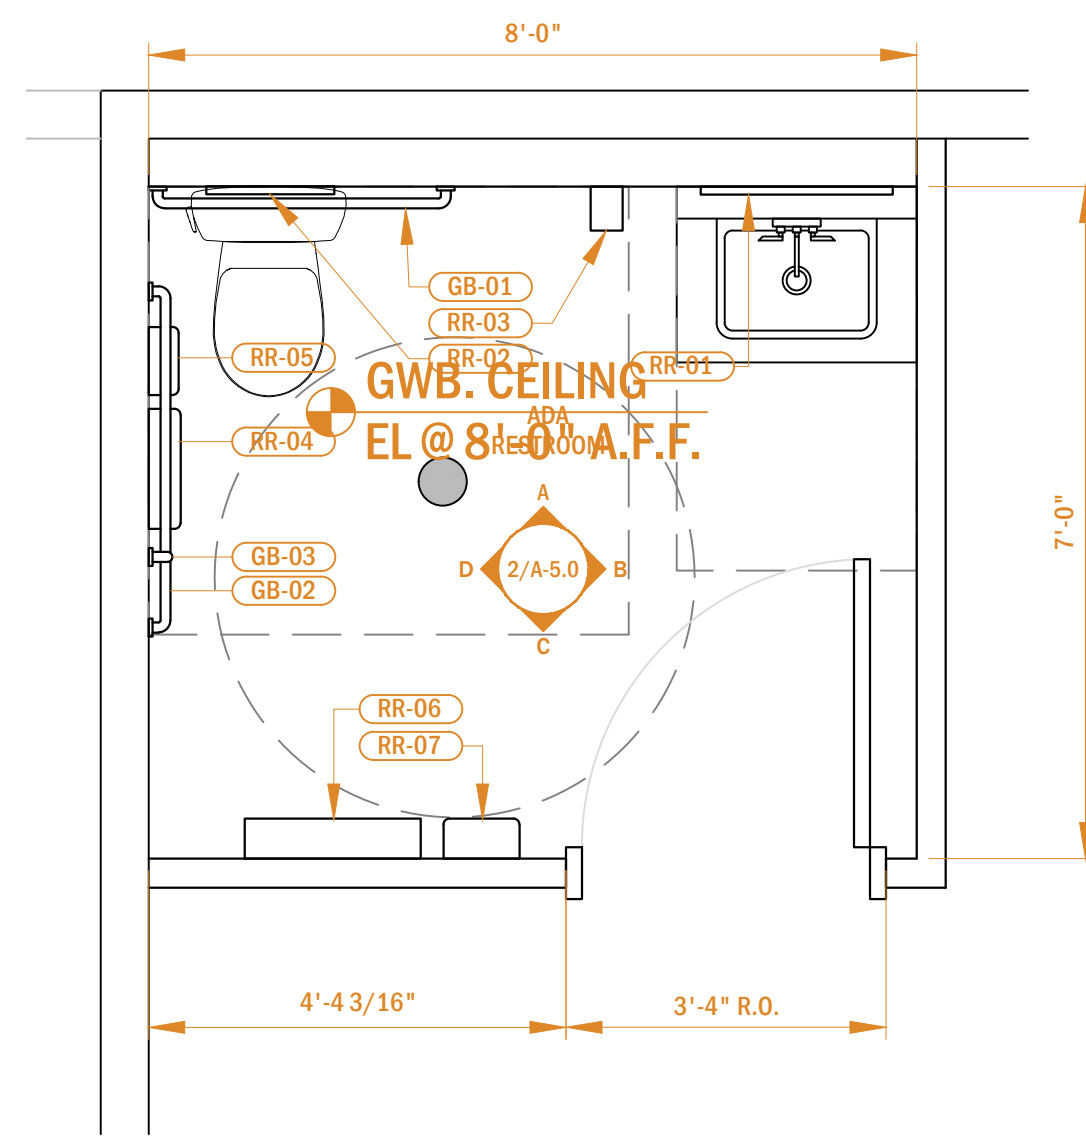 8'-0"
GB-01
RR-03
RR-02
RR-05
RR-01
GWB. CEILING
ADA
RESTROOM
EL @ 8'-0" A.F.F.
RR-04
A
D
2/A-5.0
B
C
7'-0"
GB-03
GB-02
RR-06
RR-07
4'-4 3/16"
3'-4" R.O.